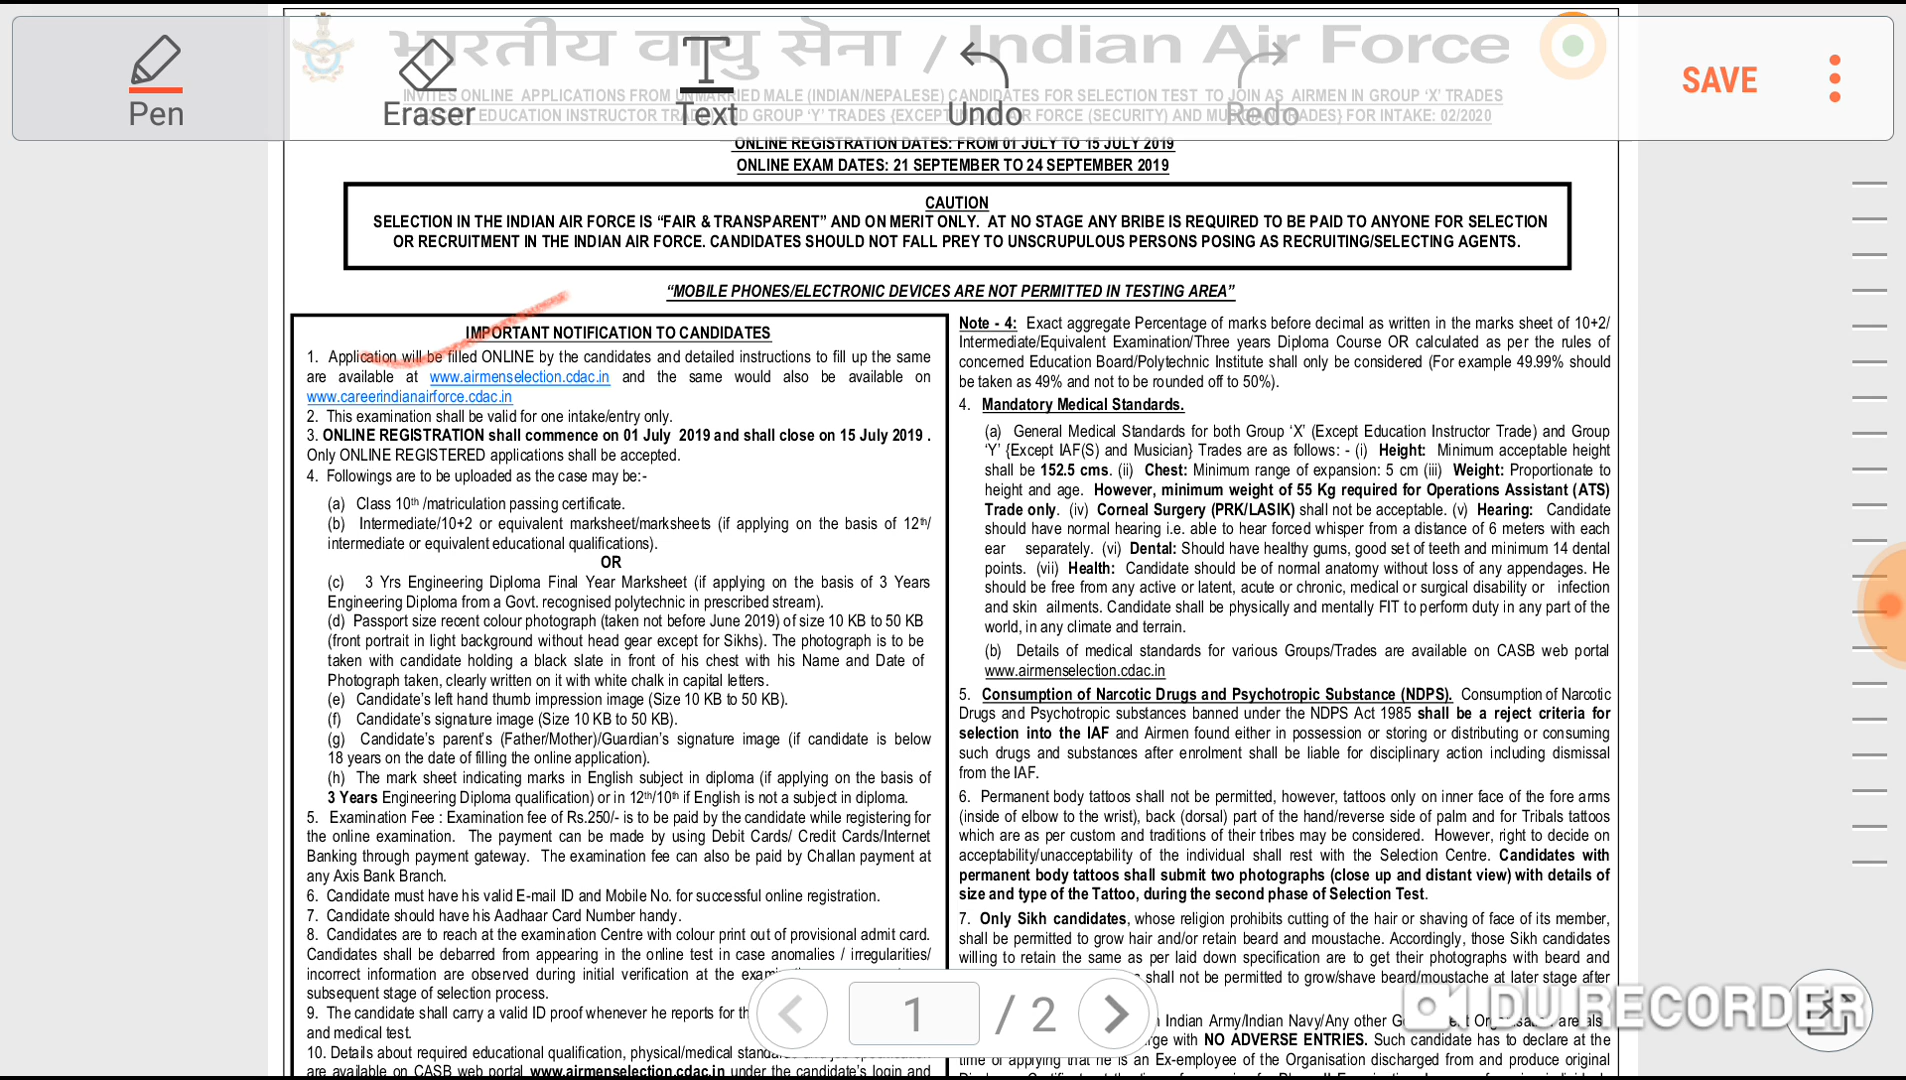 भारतीय वायु सेना / Indian Air Force
INVITES ONLINE APPLICATIONS FROM UNMARRIED MALE (INDIAN/NEPALESE) CANDIDATES FOR SELECTION TEST TO JOIN AS AIRMEN IN GROUP ‘X’ TRADES
EDUCATION INSTRUCTOR AND GROUP ‘Y’ TRADES {EXCEPT FORCE (SECURITY) AND TRADES} FOR INTAKE: 02/2020
Pen
Eraser
Text
Undo
Redo
SAVE
ONLINE REGISTRATION DATES: FROM 01 JULY TO 15 JULY 2019
ONLINE EXAM DATES: 21 SEPTEMBER TO 24 SEPTEMBER 2019
CAUTION
SELECTION IN THE INDIAN AIR FORCE IS “FAIR & TRANSPARENT” AND ON MERIT ONLY. AT NO STAGE ANY BRIBE IS REQUIRED TO BE PAID TO ANYONE FOR SELECTION
OR RECRUITMENT IN THE INDIAN AIR FORCE. CANDIDATES SHOULD NOT FALL PREY TO UNSCRUPULOUS PERSONS POSING AS RECRUITING/SELECTING AGENTS.
“MOBILE PHONES/ELECTRONIC DEVICES ARE NOT PERMITTED IN TESTING AREA”
IMPORTANT NOTIFICATION TO CANDIDATES
1. Application will be filled ONLINE by the candidates and detailed instructions to fill up the same
are available at www.airmenselection.cdac.in and the same would also be available on
www.careerindianairforce.cdac.in
2. This examination shall be valid for one intake/entry only.
3. ONLINE REGISTRATION shall commence on 01 July 2019 and shall close on 15 July 2019 .
Only ONLINE REGISTERED applications shall be accepted.
4. Followings are to be uploaded as the case may be:-
(a) Class 10th /matriculation passing certificate.
(b) Intermediate/10+2 or equivalent marksheet/marksheets (if applying on the basis of 12th/
intermediate or equivalent educational qualifications).
OR
(c) 3 Yrs Engineering Diploma Final Year Marksheet (if applying on the basis of 3 Years
Engineering Diploma from a Govt. recognised polytechnic in prescribed stream).
(d) Passport size recent colour photograph (taken not before June 2019) of size 10 KB to 50 KB
(front portrait in light background without head gear except for Sikhs). The photograph is to be
taken with candidate holding a black slate in front of his chest with his Name and Date of
Photograph taken, clearly written on it with white chalk in capital letters.
(e) Candidate’s left hand thumb impression image (Size 10 KB to 50 KB).
(f) Candidate’s signature image (Size 10 KB to 50 KB).
(g) Candidate’s parent’s (Father/Mother)/Guardian’s signature image (if candidate is below
18 years on the date of filling the online application).
(h) The mark sheet indicating marks in English subject in diploma (if applying on the basis of
3 Years Engineering Diploma qualification) or in 12th/10th if English is not a subject in diploma.
5. Examination Fee : Examination fee of Rs.250/- is to be paid by the candidate while registering for
the online examination. The payment can be made by using Debit Cards/ Credit Cards/Internet
Banking through payment gateway. The examination fee can also be paid by Challan payment at
any Axis Bank Branch.
6. Candidate must have his valid E-mail ID and Mobile No. for successful online registration.
7. Candidate should have his Aadhaar Card Number handy.
8. Candidates are to reach at the examination Centre with colour print out of provisional admit card.
Candidates shall be debarred from appearing in the online test in case anomalies / irregularities/
incorrect information are observed during initial verification at the
subsequent stage of selection process.
9. The candidate shall carry a valid ID proof whenever he reports for
and medical test.
10. Details about required educational qualification, physical/medical
are available on CASB web portal www.airmenselection.cdac.in under the candidate’s login and
Note - 4: Exact aggregate Percentage of marks before decimal as written in the marks sheet of 10+2/
Intermediate/Equivalent Examination/Three years Diploma Course OR calculated as per the rules of
concerned Education Board/Polytechnic Institute shall only be considered (For example 49.99% should
be taken as 49% and not to be rounded off to 50%).
4. Mandatory Medical Standards.
(a) General Medical Standards for both Group ‘X’ (Except Education Instructor Trade) and Group
‘Y’ {Except IAF(S) and Musician} Trades are as follows: - (i) Height: Minimum acceptable height
shall be 152.5 cms. (ii) Chest: Minimum range of expansion: 5 cm (iii) Weight: Proportionate to
height and age. However, minimum weight of 55 Kg required for Operations Assistant (ATS)
Trade only. (iv) Corneal Surgery (PRK/LASIK) shall not be acceptable. (v) Hearing: Candidate
should have normal hearing i.e. able to hear forced whisper from a distance of 6 meters with each
ear separately. (vi) Dental: Should have healthy gums, good set of teeth and minimum 14 dental
points. (vii) Health: Candidate should be of normal anatomy without loss of any appendages. He
should be free from any active or latent, acute or chronic, medical or surgical disability or infection
and skin ailments. Candidate shall be physically and mentally FIT to perform duty in any part of the
world, in any climate and terrain.
(b) Details of medical standards for various Groups/Trades are available on CASB web portal
www.airmenselection.cdac.in
5. Consumption of Narcotic Drugs and Psychotropic Substance (NDPS). Consumption of Narcotic
Drugs and Psychotropic substances banned under the NDPS Act 1985 shall be a reject criteria for
selection into the IAF and Airmen found either in possession or storing or distributing or consuming
such drugs and substances after enrolment shall be liable for disciplinary action including dismissal
from the IAF.
6. Permanent body tattoos shall not be permitted, however, tattoos only on inner face of the fore arms
(inside of elbow to the wrist), back (dorsal) part of the hand/reverse side of palm and for Tribals tattoos
which are as per custom and traditions of their tribes may be considered. However, right to decide on
acceptability/unacceptability of the individual shall rest with the Selection Centre. Candidates with
permanent body tattoos shall submit two photographs (close up and distant view) with details of
size and type of the Tattoo, during the second phase of Selection Test.
7. Only Sikh candidates, whose religion prohibits cutting of the hair or shaving of face of its member,
shall be permitted to grow hair and/or retain beard and moustache. Accordingly, those Sikh candidates
willing to retain the same as per laid down specification are to get their photographs with beard and
shall not be permitted to grow/shave beard/moustache at later stage after
Indian Army/Indian Navy/Any other
with NO ADVERSE ENTRIES. Such candidate has to declare at the
time of applying that he is an Ex-employee of the Organisation discharged from and produce original
1 / 2
DU RECORDER